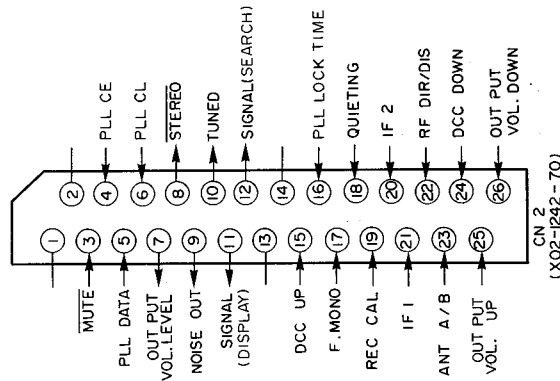 1
3
5
7
9
11
13
15
17
19
21
23
25
2
4
6
8
10
12
14
16
18
20
22
24
26
MUTE
PLL DATA
OUT PUT
VOL. LEVEL
NOISE OUT
SIGNAL
(DISPLAY)
DCC UP
F. MONO
REC CAL
IF 1
ANT A/B
OUT PUT
VOL. UP
PLL CE
PLL CL
STEREO
TUNED
SIGNAL(SEARCH)
PLL LOCK TIME
QUIETING
IF 2
RF DIR/DIS
DCC DOWN
OUT PUT
VOL. DOWN
CN 2
(X02-1242-70)